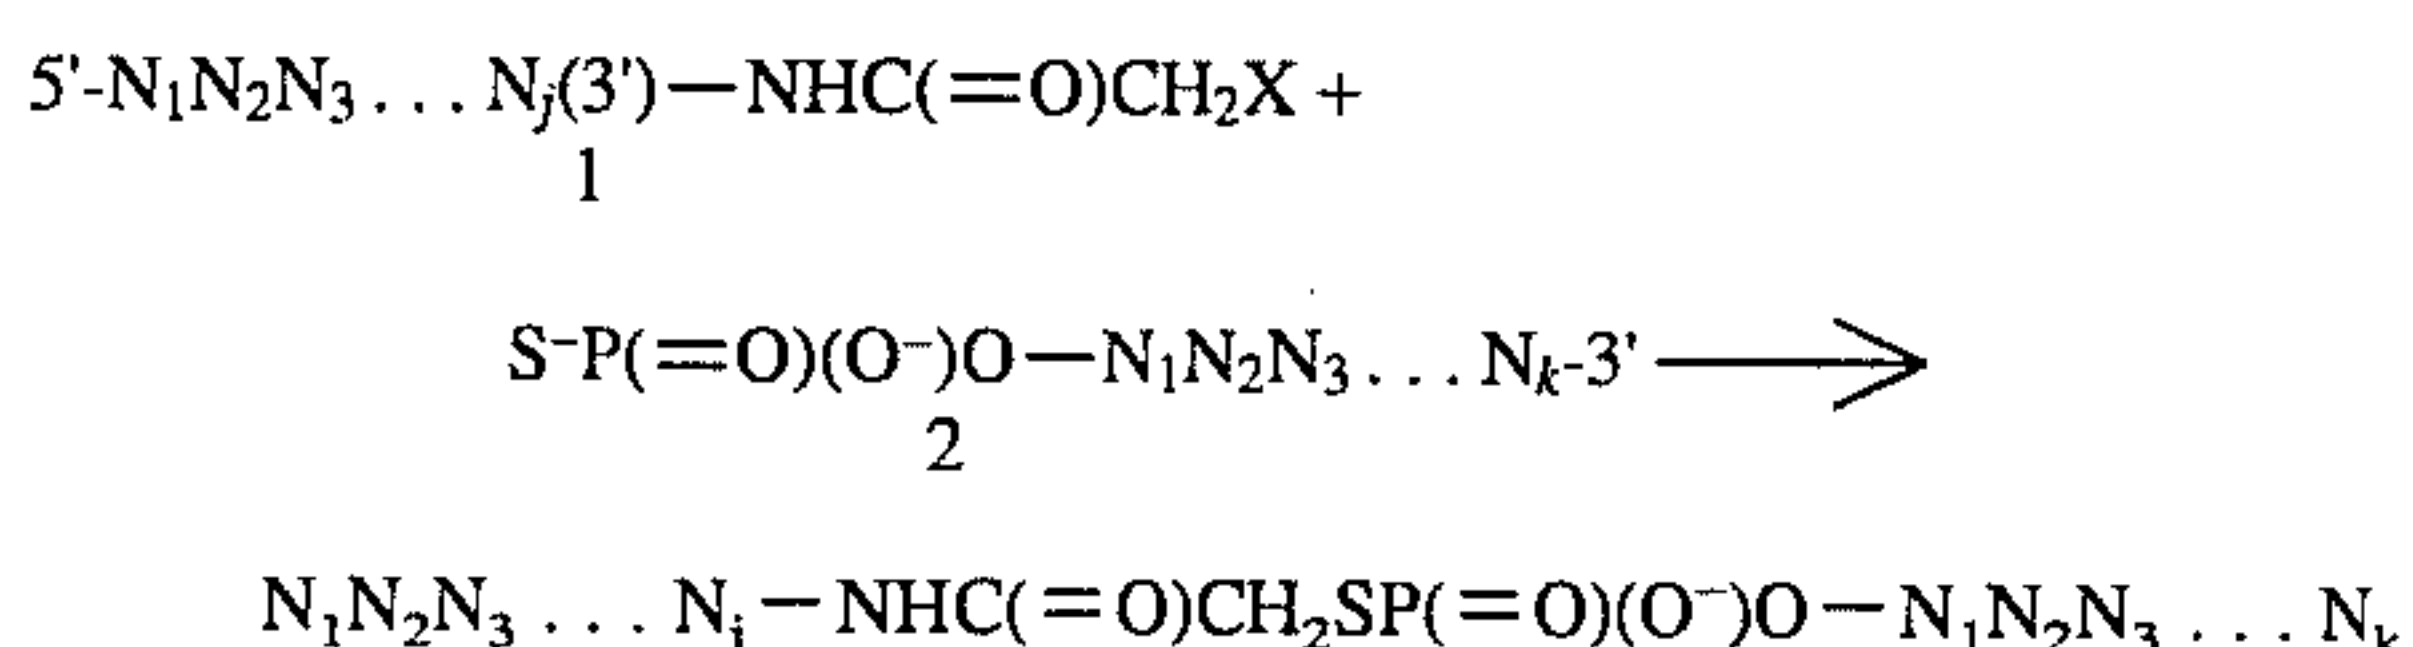 5'-N₁N₂N₃ . . . Nⱼ(3')—NHC(=O)CH₂X +
1
S⁻P(=O)(O⁻)O—N₁N₂N₃ . . . Nₖ-3' ⟶
2
N₁N₂N₃ . . . Nⱼ—NHC(=O)CH₂SP(=O)(O⁻)O—N₁N₂N₃ . . . Nₖ